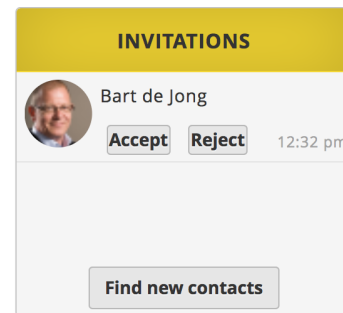 INVITATIONS
Bart de Jong
Accept Reject 12:32 pm
Find new contacts